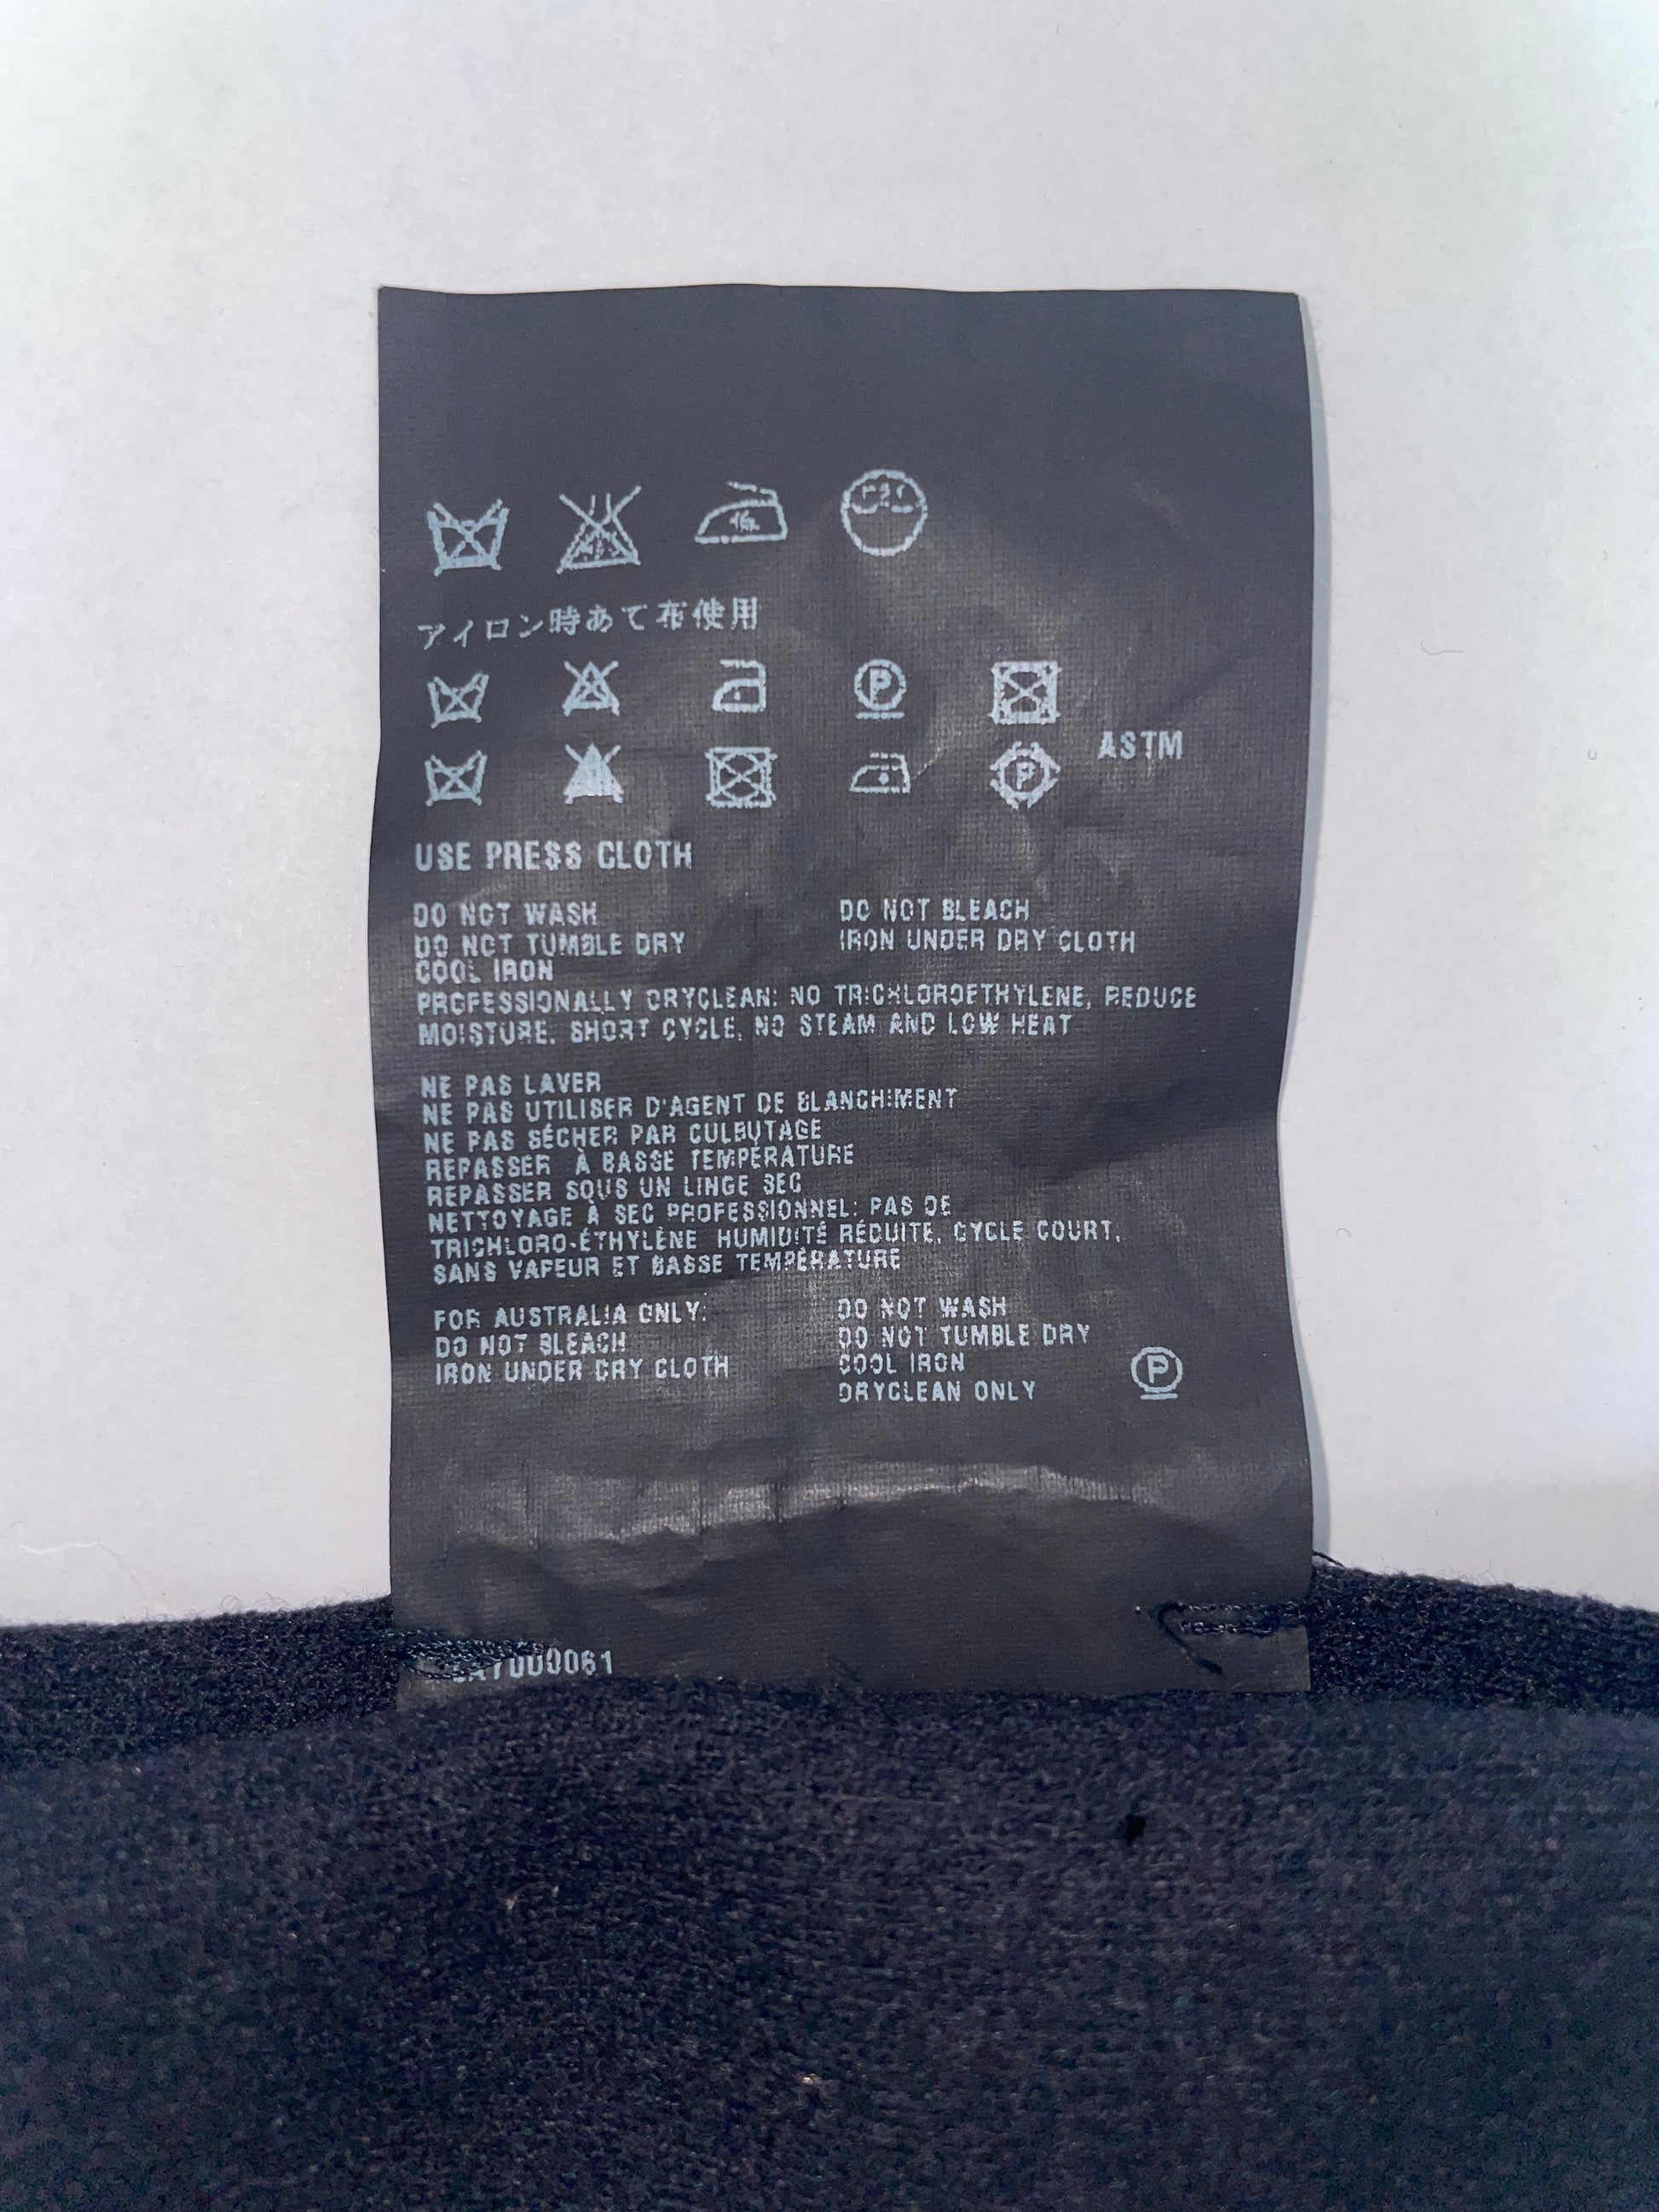 アイロン時あて布使用
P
ASTM
P
USE PRESS CLOTH
DO NOT WASH
DO NOT BLEACH
DO NOT TUMBLE DRY
IRON UNDER DRY CLOTH
COOL IRON
PROFESSIONALLY DRYCLEAN: NO TRICHLOROETHYLENE, REDUCE
MOISTURE, SHORT CYCLE, NO STEAM AND LOW HEAT
NE PAS LAVER
NE PAS UTILISER D'AGENT DE BLANCHIMENT
NE PAS SÉCHER PAR CULBUTAGE
REPASSER À BASSE TEMPÉRATURE
REPASSER SOUS UN LINGE SEC
NETTOYAGE À SEC PROFESSIONNEL: PAS DE
TRICHLORO-ÉTHYLÈNE HUMIDITÉ RÉDUITE, CYCLE COURT,
SANS VAPEUR ET BASSE TEMPÉRATURE
FOR AUSTRALIA ONLY:
DO NOT BLEACH
IRON UNDER DRY CLOTH
DO NOT WASH
DO NOT TUMBLE DRY
COOL IRON
DRYCLEAN ONLY
P